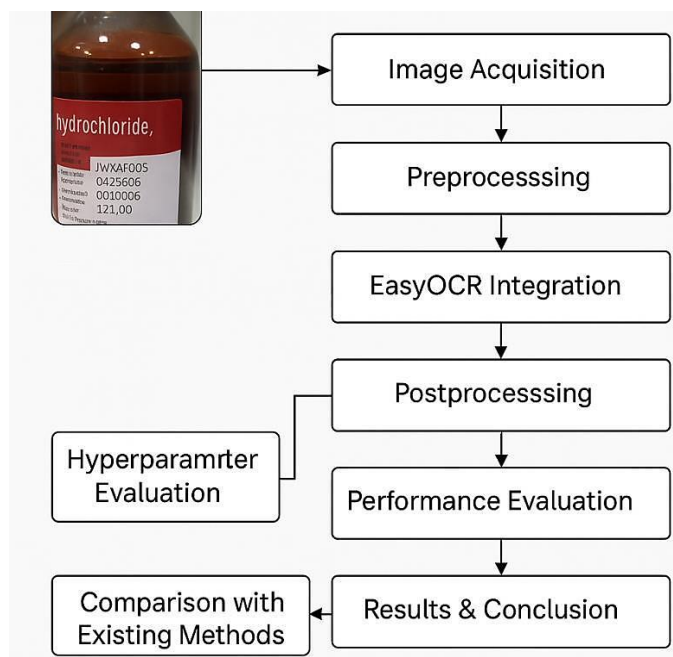 hydrochloride,
JWXAF005
0425606
0010006
121,00
Image Acquisition
Preprocesssing
EasyOCR Integration
Postprocesssing
Hyperparamrter
Evaluation
Performance Evaluation
Results & Conclusion
Comparison with
Existing Methods